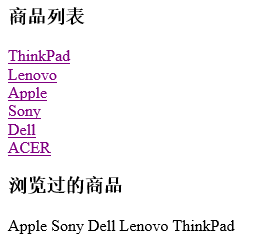 商品列表
ThinkPad
Lenovo
Apple
Sony
Dell
ACER
浏览过的商品
Apple Sony Dell Lenovo ThinkPad